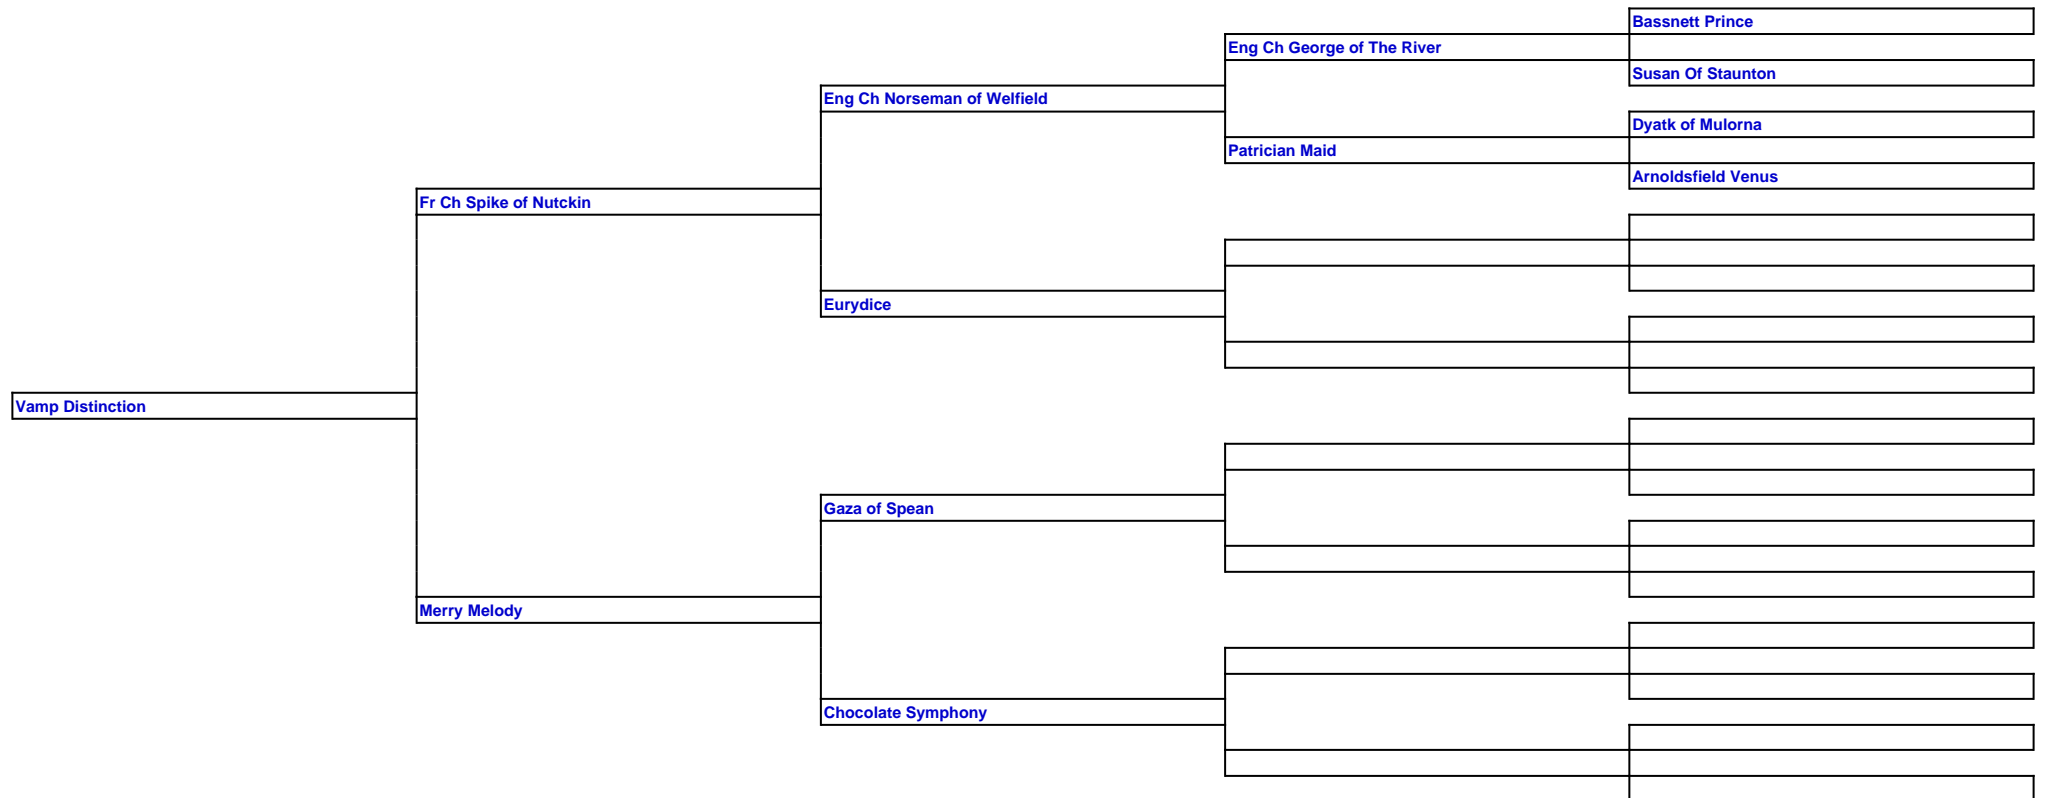 Bassnett Prince
Eng Ch George of The River
Susan Of Staunton
Eng Ch Norseman of Welfield
Dyatk of Mulorna
Patrician Maid
Arnoldsfield Venus
Fr Ch Spike of Nutckin
Eurydice
Vamp Distinction
Gaza of Spean
Merry Melody
Chocolate Symphony